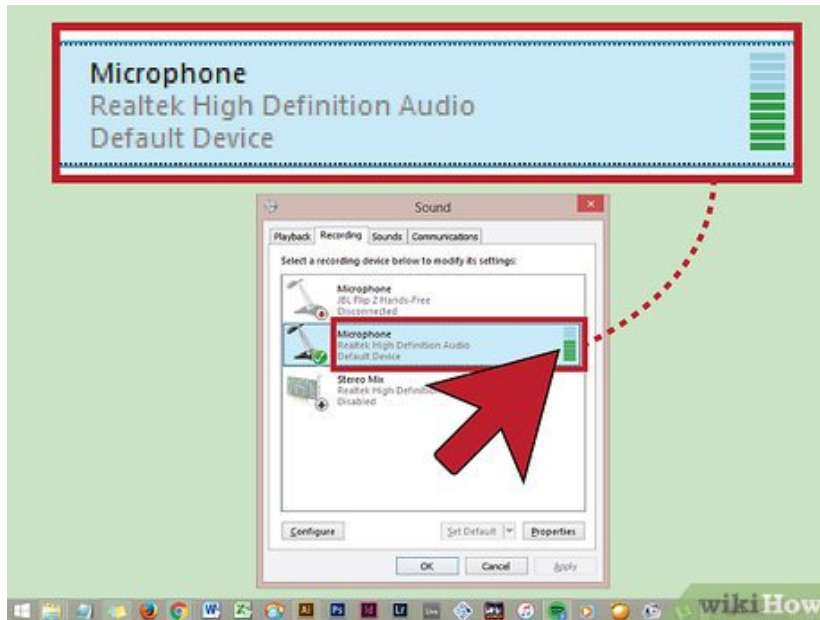 Microphone
Realtek High Definition Audio
Default Device
Sound
Playback Recording Sounds Communications
Select a recording device below to modify its settings:
Microphone
JBL Flip 2 Hands-Free
Disconnected
Microphone
Realtek High Definition Audio
Default Device
Stereo Mix
Realtek High
Disabled
Configure Set Default Properties
OK Cancel Apply
wikiHow